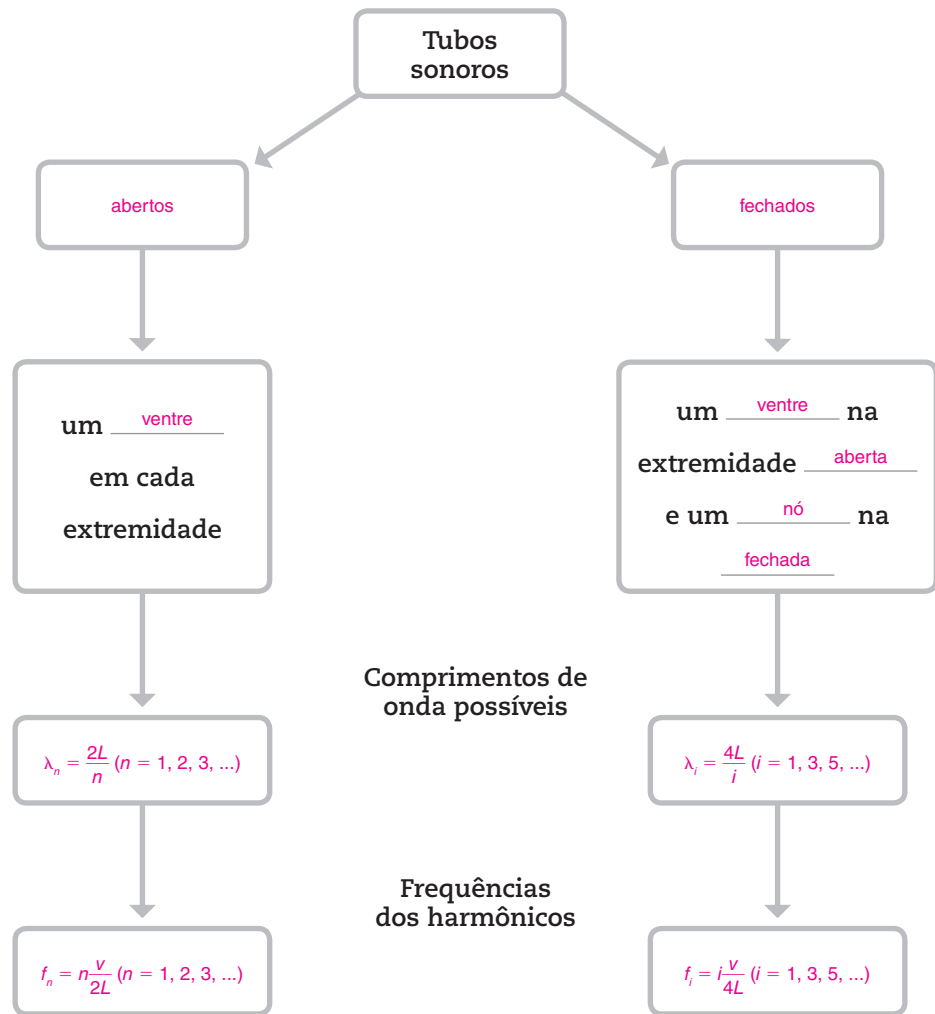 Tubos
sonoros
abertos
fechados
um ventre
em cada
extremidade
um ventre na
extremidade aberta
e um nó na
fechada
Comprimentos de
onda possíveis
λₙ = 2L/n (n = 1, 2, 3, ...)
λᵢ = 4L/i (i = 1, 3, 5, ...)
Frequências
dos harmônicos
fₙ = n v/2L (n = 1, 2, 3, ...)
fᵢ = i v/4L (i = 1, 3, 5, ...)